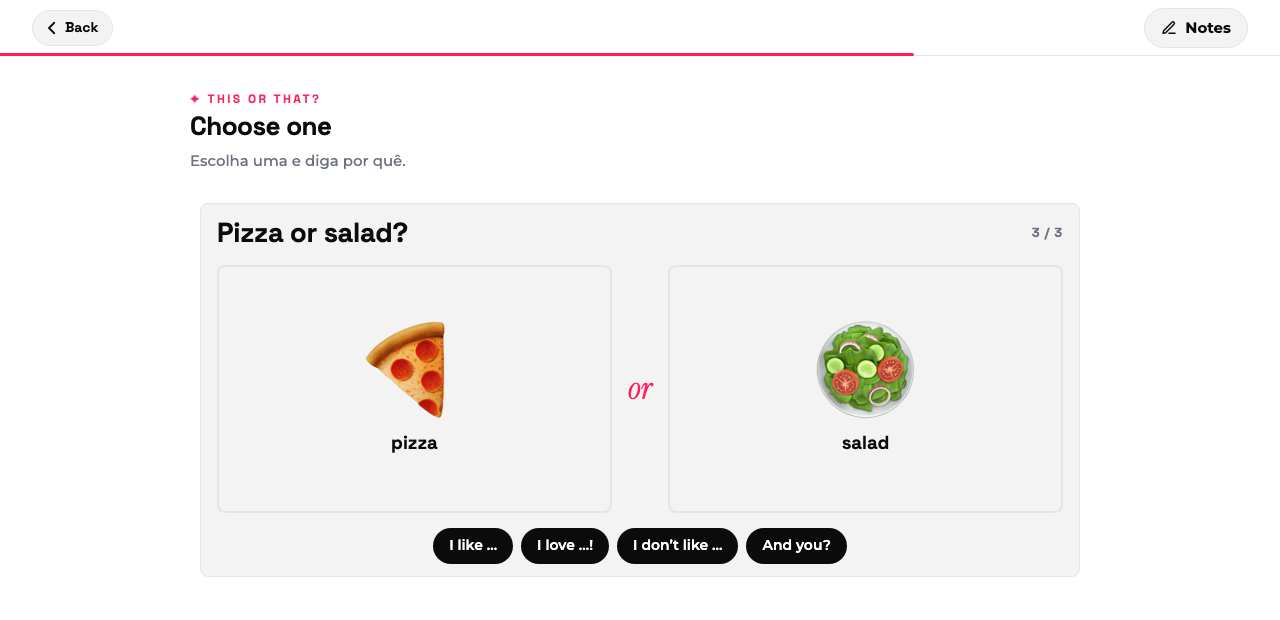 Back
Notes
✦ THIS OR THAT?
Choose one
Escolha uma e diga por quê.
Pizza or salad?
3 / 3
pizza
or
salad
I like ...
I love ...!
I don't like ...
And you?